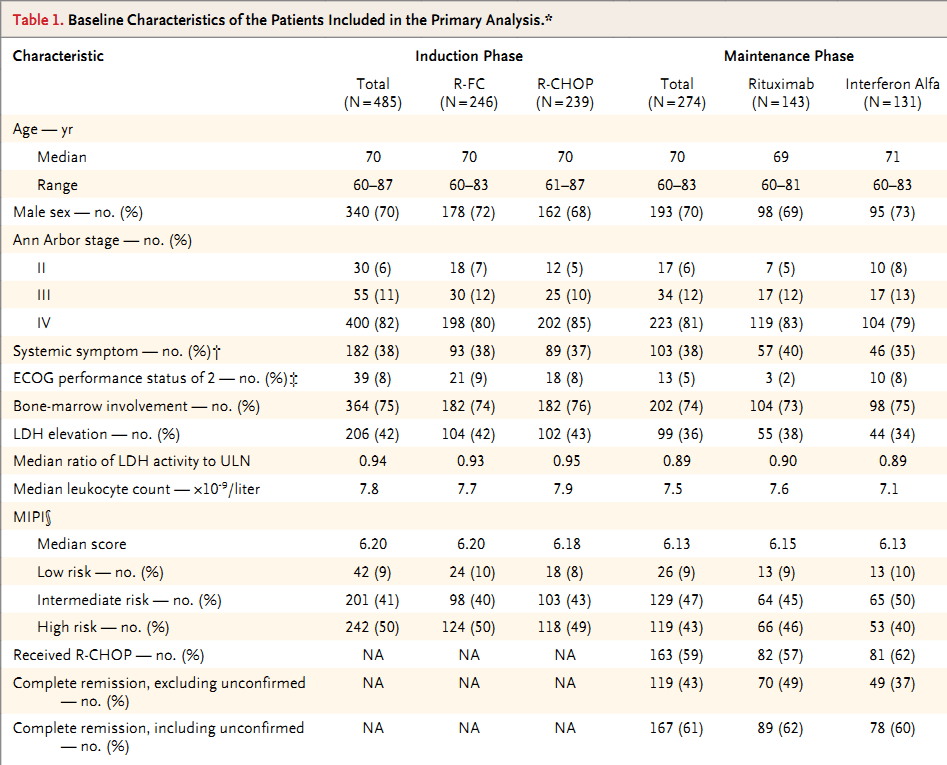 Table 1. Baseline Characteristics of the Patients Included in the Primary Analysis.*
Characteristic Induction Phase Maintenance Phase
Total R-FC R-CHOP Total Rituximab Interferon Alfa
(N=485) (N=246) (N=239) (N=274) (N=143) (N=131)
Age — yr
Median 70 70 70 70 69 71
Range 60–87 60–83 61–87 60–83 60–81 60–83
Male sex — no. (%) 340 (70) 178 (72) 162 (68) 193 (70) 98 (69) 95 (73)
Ann Arbor stage — no. (%)
II 30 (6) 18 (7) 12 (5) 17 (6) 7 (5) 10 (8)
III 55 (11) 30 (12) 25 (10) 34 (12) 17 (12) 17 (13)
IV 400 (82) 198 (80) 202 (85) 223 (81) 119 (83) 104 (79)
Systemic symptom — no. (%)† 182 (38) 93 (38) 89 (37) 103 (38) 57 (40) 46 (35)
ECOG performance status of 2 — no. (%)‡ 39 (8) 21 (9) 18 (8) 13 (5) 3 (2) 10 (8)
Bone-marrow involvement — no. (%) 364 (75) 182 (74) 182 (76) 202 (74) 104 (73) 98 (75)
LDH elevation — no. (%) 206 (42) 104 (42) 102 (43) 99 (36) 55 (38) 44 (34)
Median ratio of LDH activity to ULN 0.94 0.93 0.95 0.89 0.90 0.89
Median leukocyte count — ×10⁻⁹/liter 7.8 7.7 7.9 7.5 7.6 7.1
MIPI§
Median score 6.20 6.20 6.18 6.13 6.15 6.13
Low risk — no. (%) 42 (9) 24 (10) 18 (8) 26 (9) 13 (9) 13 (10)
Intermediate risk — no. (%) 201 (41) 98 (40) 103 (43) 129 (47) 64 (45) 65 (50)
High risk — no. (%) 242 (50) 124 (50) 118 (49) 119 (43) 66 (46) 53 (40)
Received R-CHOP — no. (%) NA NA NA 163 (59) 82 (57) 81 (62)
Complete remission, excluding unconfirmed NA NA NA 119 (43) 70 (49) 49 (37)
— no. (%)
Complete remission, including unconfirmed NA NA NA 167 (61) 89 (62) 78 (60)
— no. (%)